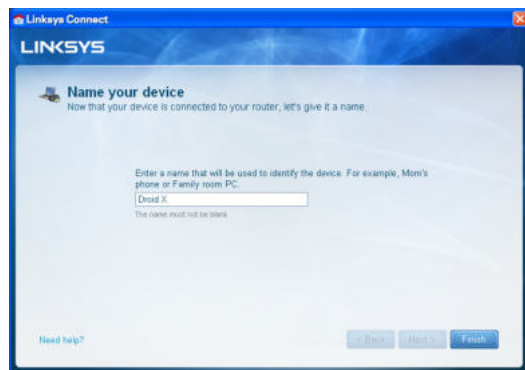 Linksys Connect
LINKSYS
Name your device
Now that your device is connected to your router, let's give it a name.
Enter a name that will be used to identify the device. For example, Mom's
phone or Family room PC.
Droid X
The name must not be blank
Need help?
< Back
Next >
Finish